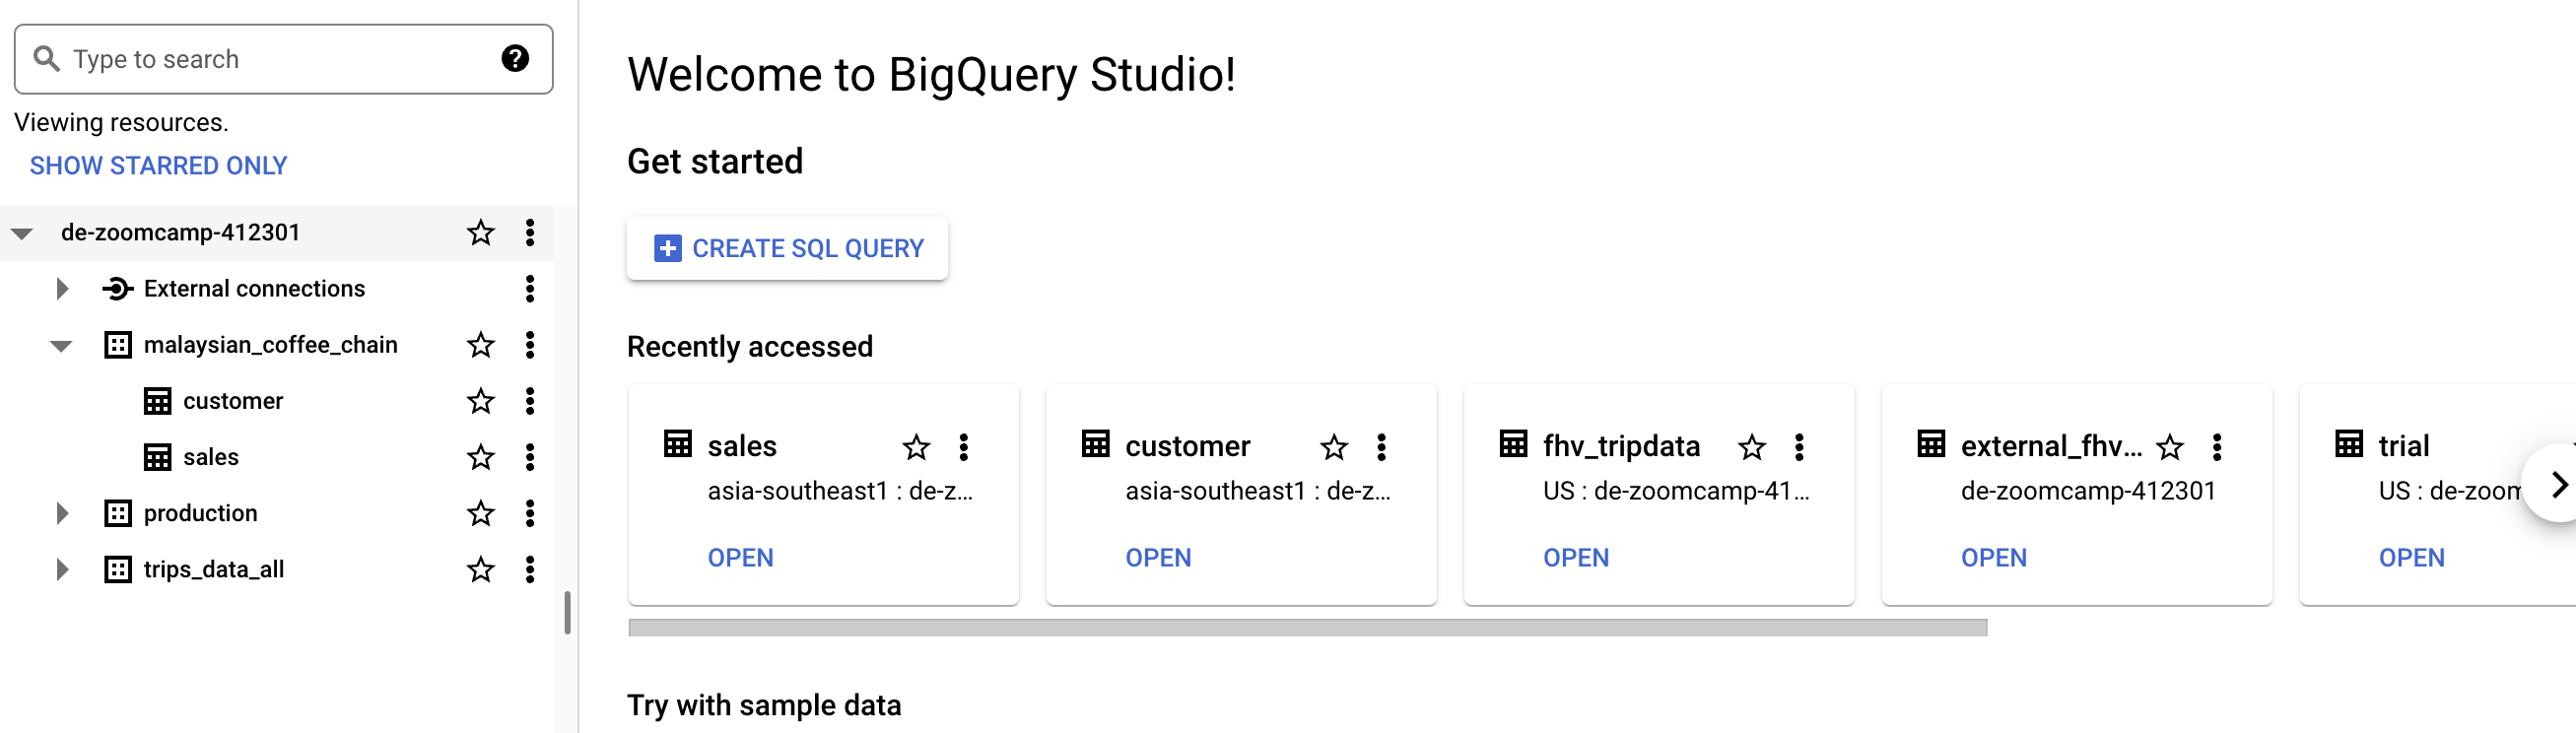 Type to search
Viewing resources.
SHOW STARRED ONLY
de-zoomcamp-412301
External connections
malaysian_coffee_chain
customer
sales
production
trips_data_all
Welcome to BigQuery Studio!
Get started
CREATE SQL QUERY
Recently accessed
sales
asia-southeast1 : de-z...
OPEN
customer
asia-southeast1 : de-z...
OPEN
fhv_tripdata
US : de-zoomcamp-41...
OPEN
external_fhv...
de-zoomcamp-412301
OPEN
trial
US : de-zoom
OPEN
Try with sample data